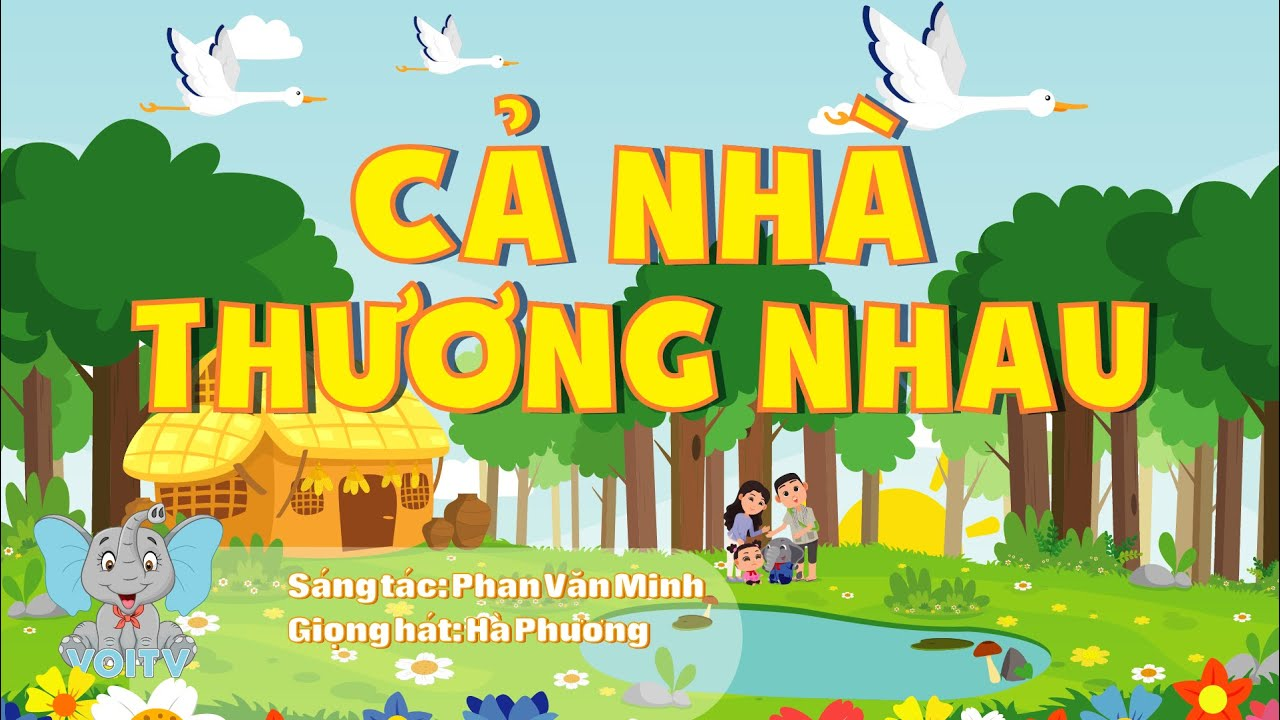 CẢ NHÀ
THƯƠNG NHAU
Sáng tác: Phan Văn Minh
Giọng hát: Hà Phương
VOITV